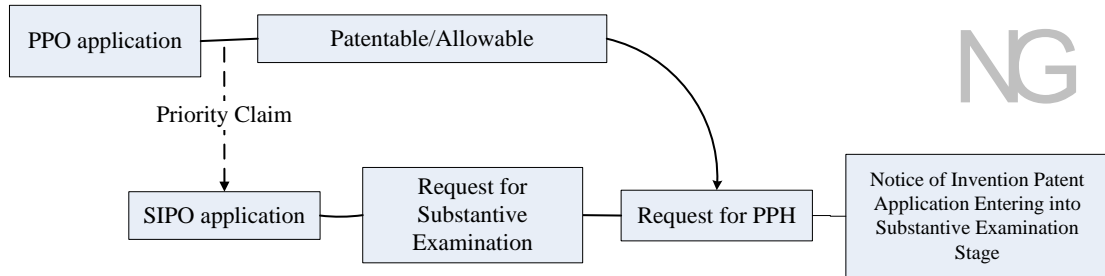 PPO application
Patentable/Allowable
NG
Priority Claim
SIPO application
Request for
Substantive
Examination
Request for PPH
Notice of Invention Patent
Application Entering into
Substantive Examination
Stage